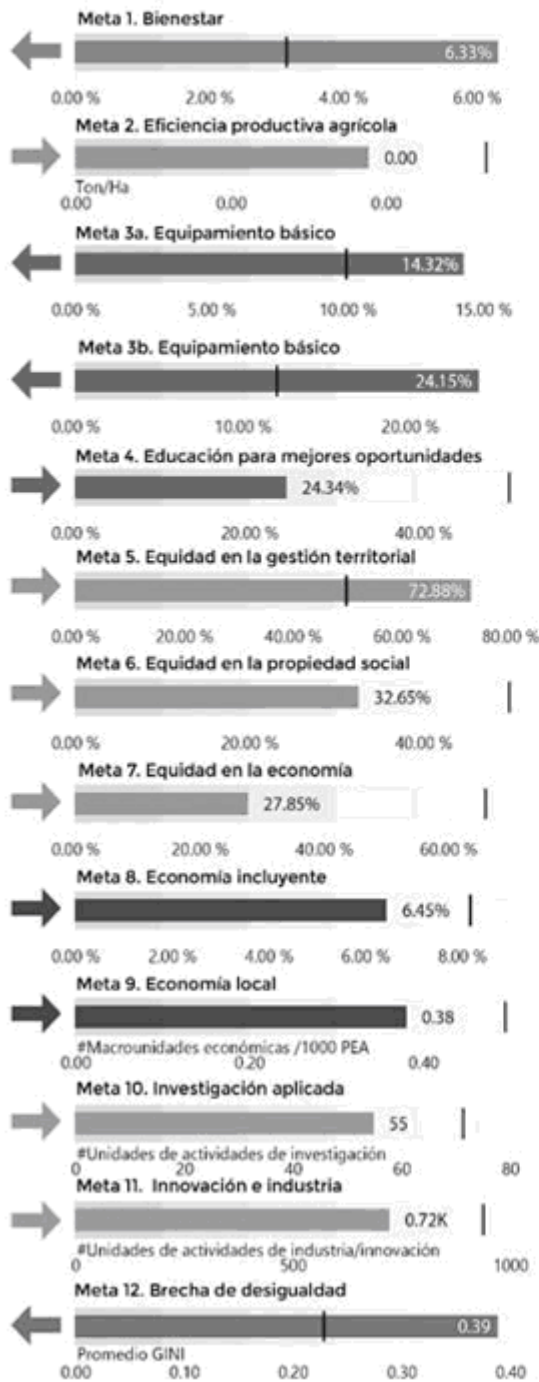 Meta 1. Bienestar
6.33%
0.00 % 2.00 % 4.00 % 6.00 %
Meta 2. Eficiencia productiva agrícola
0.00
Ton/Ha
0.00 0.00 0.00
Meta 3a. Equipamiento básico
14.32%
0.00 % 5.00 % 10.00 % 15.00 %
Meta 3b. Equipamiento básico
24.15%
0.00 % 10.00 % 20.00 %
Meta 4. Educación para mejores oportunidades
24.34%
0.00 % 20.00 % 40.00 %
Meta 5. Equidad en la gestión territorial
72.88%
0.00 % 20.00 % 40.00 % 60.00 % 80.00 %
Meta 6. Equidad en la propiedad social
32.65%
0.00 % 20.00 % 40.00 %
Meta 7. Equidad en la economía
27.85%
0.00 % 20.00 % 40.00 % 60.00 %
Meta 8. Economía incluyente
6.45%
0.00 % 2.00 % 4.00 % 6.00 % 8.00 %
Meta 9. Economía local
0.38
#Macrounidades económicas /1000 PEA
0.00 0.20 0.40
Meta 10. Investigación aplicada
55
#Unidades de actividades de investigación
0 20 40 60 80
Meta 11. Innovación e industria
0.72K
#Unidades de actividades de industria/innovación
0 500 1000
Meta 12. Brecha de desigualdad
0.39
Promedio GINI
0.00 0.10 0.20 0.30 0.40